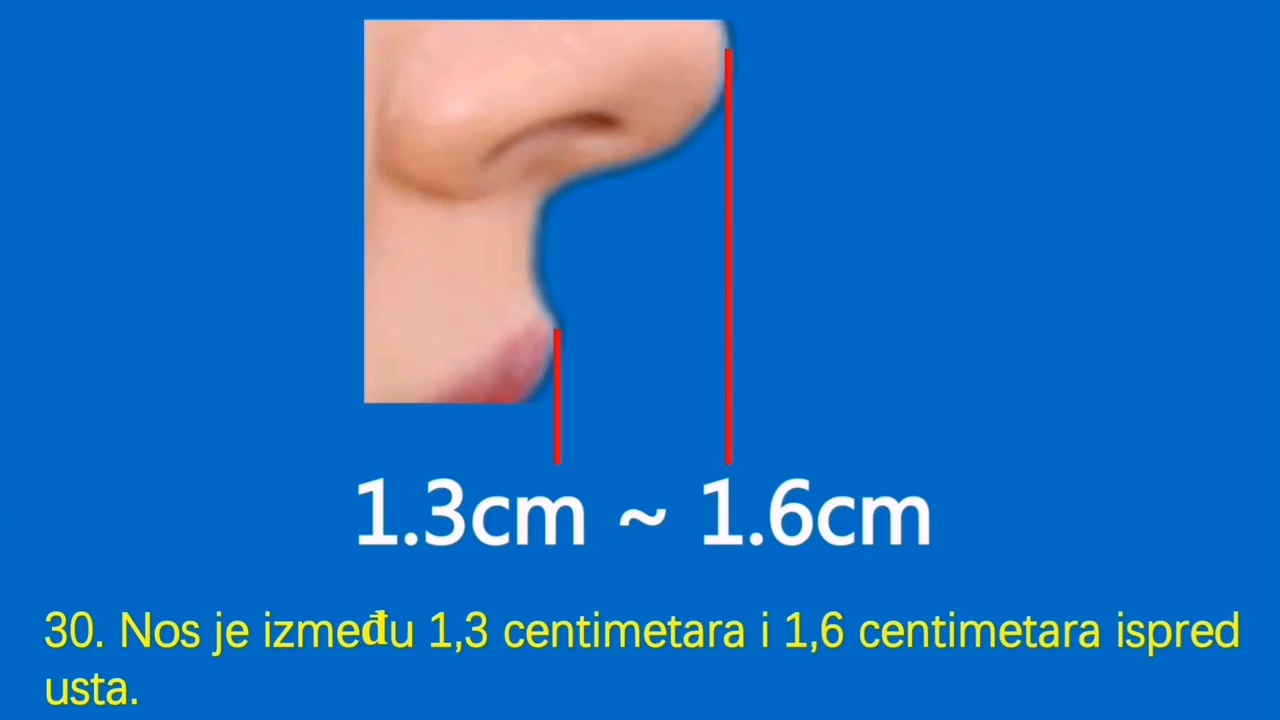 1.3cm ~ 1.6cm
30. Nos je između 1,3 centimetara i 1,6 centimetara ispred
usta.